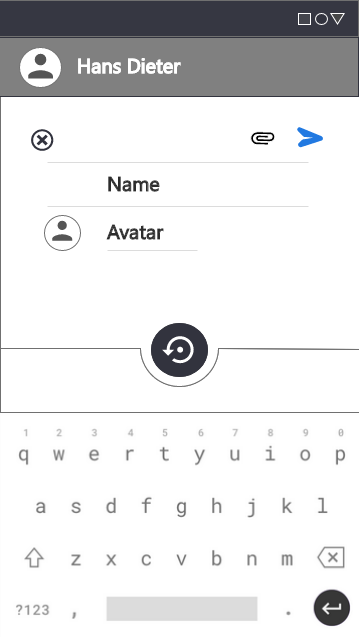 Hans Dieter
Name
Avatar
1 2 3 4 5 6 7 8 9 0
q w e r t y u i o p
a s d f g h j k l
z x c v b n m
?123 , .